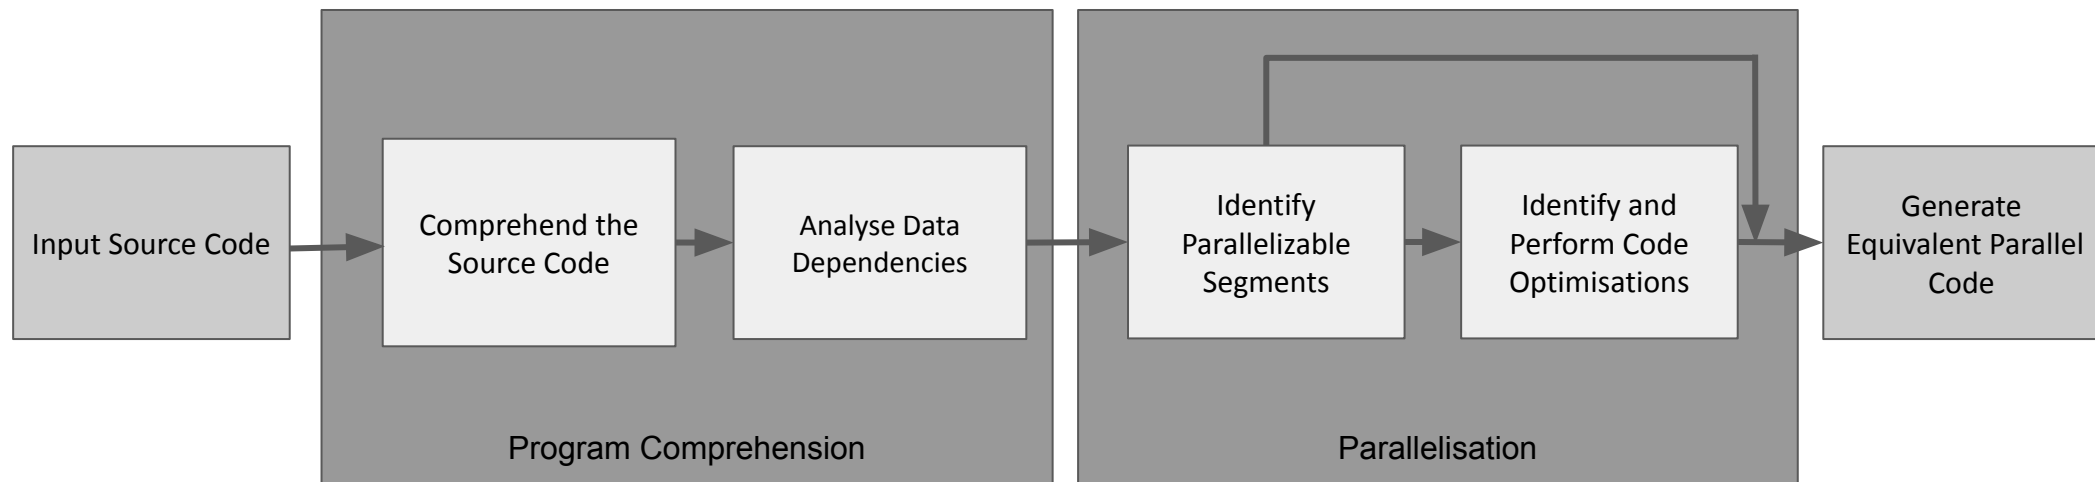 Input Source Code
Comprehend the
Source Code
Analyse Data
Dependencies
Program Comprehension
Identify
Parallelizable
Segments
Identify and
Perform Code
Optimisations
Parallelisation
Generate
Equivalent Parallel
Code